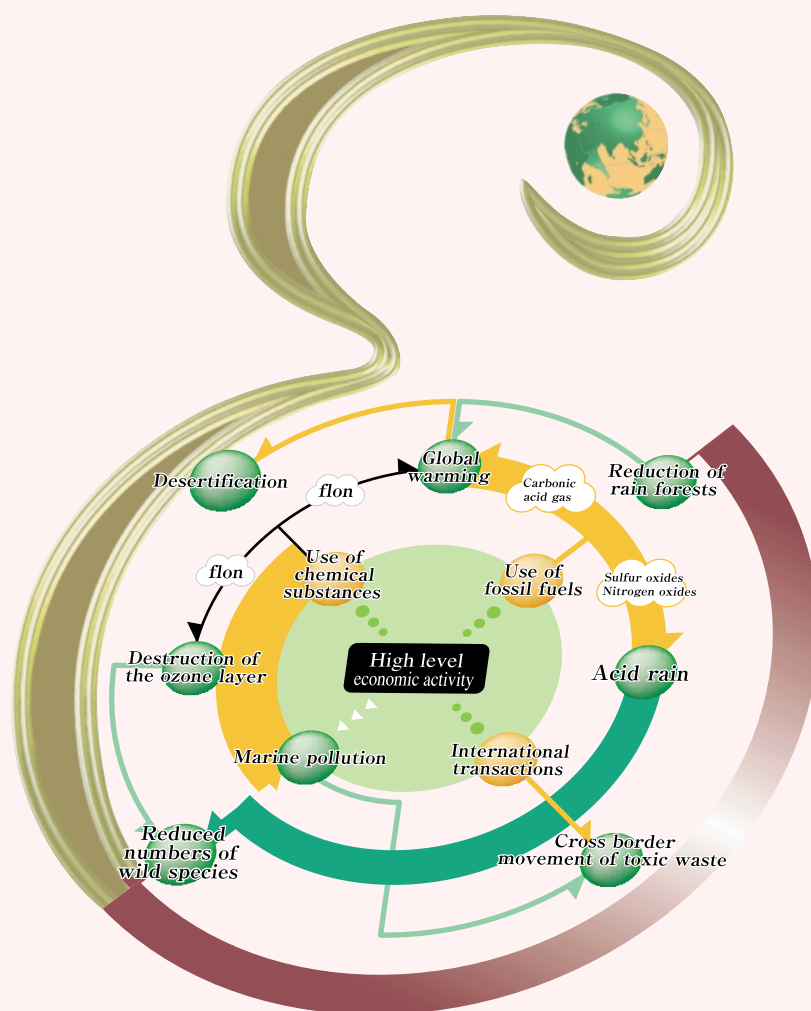 Global
warming
Reduction of
rain forests
Desertification
flon
Carbonic
acid gas
flon
Use of
chemical
substances
Use of
fossil fuels
Sulfur oxides
Nitrogen oxides
Destruction of
the ozone layer
High level
economic activity
Acid rain
Marine pollution
International
transactions
Reduced
numbers of
wild species
Cross border
movement of toxic waste